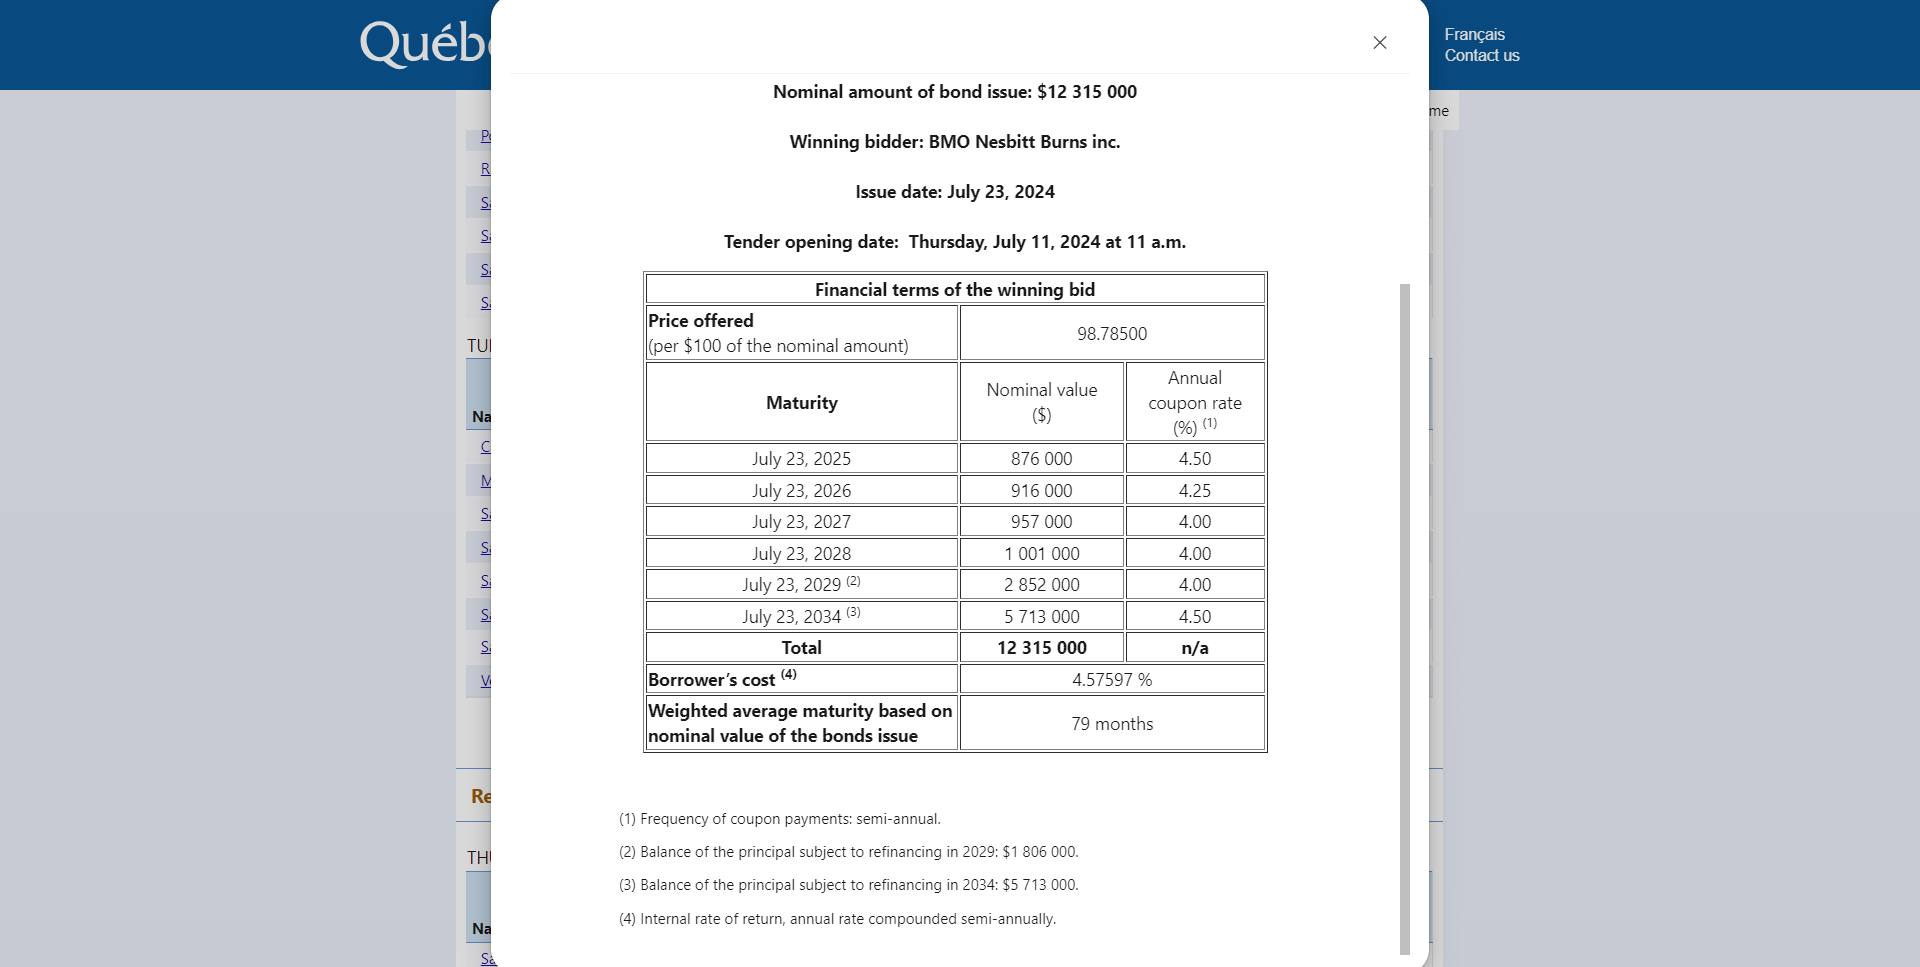 Québ
Français
Contact us
me
Nominal amount of bond issue: $12 315 000
Winning bidder: BMO Nesbitt Burns inc.
Issue date: July 23, 2024
Tender opening date: Thursday, July 11, 2024 at 11 a.m.
Financial terms of the winning bid
Price offered
(per $100 of the nominal amount)
98.78500
Maturity
Nominal value
($)
Annual
coupon rate
(%) (1)
July 23, 2025 876 000 4.50
July 23, 2026 916 000 4.25
July 23, 2027 957 000 4.00
July 23, 2028 1 001 000 4.00
July 23, 2029 (2) 2 852 000 4.00
July 23, 2034 (3) 5 713 000 4.50
Total 12 315 000 n/a
Borrower’s cost (4) 4.57597 %
Weighted average maturity based on
nominal value of the bonds issue
79 months
(1) Frequency of coupon payments: semi-annual.
(2) Balance of the principal subject to refinancing in 2029: $1 806 000.
(3) Balance of the principal subject to refinancing in 2034: $5 713 000.
(4) Internal rate of return, annual rate compounded semi-annually.
R
S
S
S
S
TU
Na
C
M
S
S
S
S
S
V
Re
TH
Na
Sa